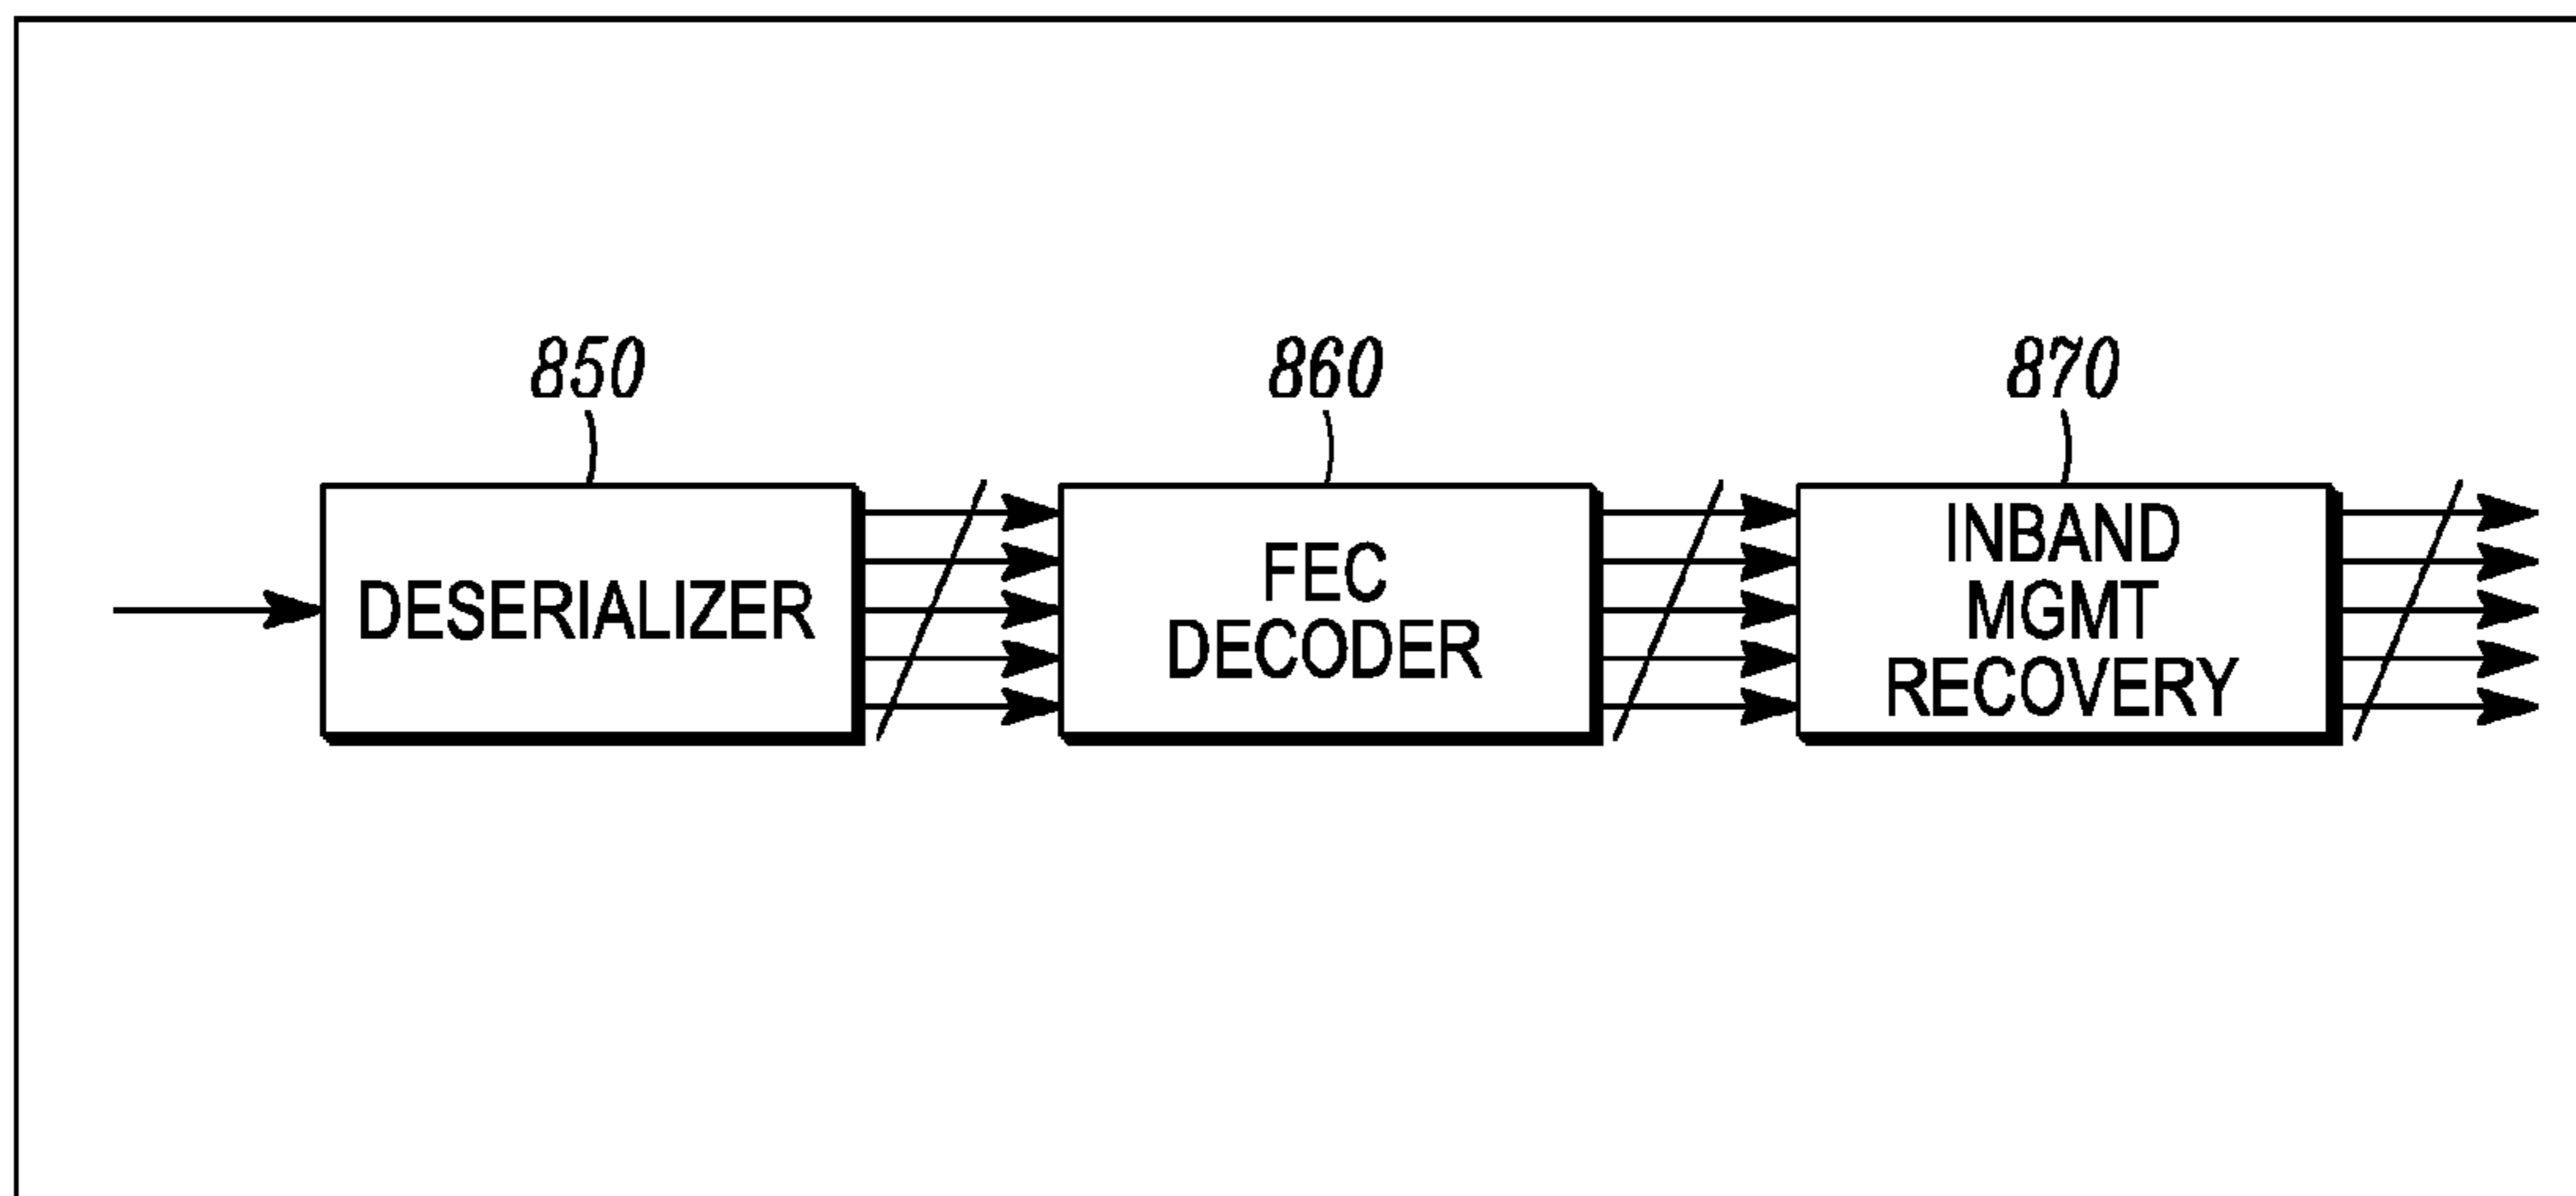 850
860
870
DESERIALIZER
FEC
DECODER
INBAND
MGMT
RECOVERY